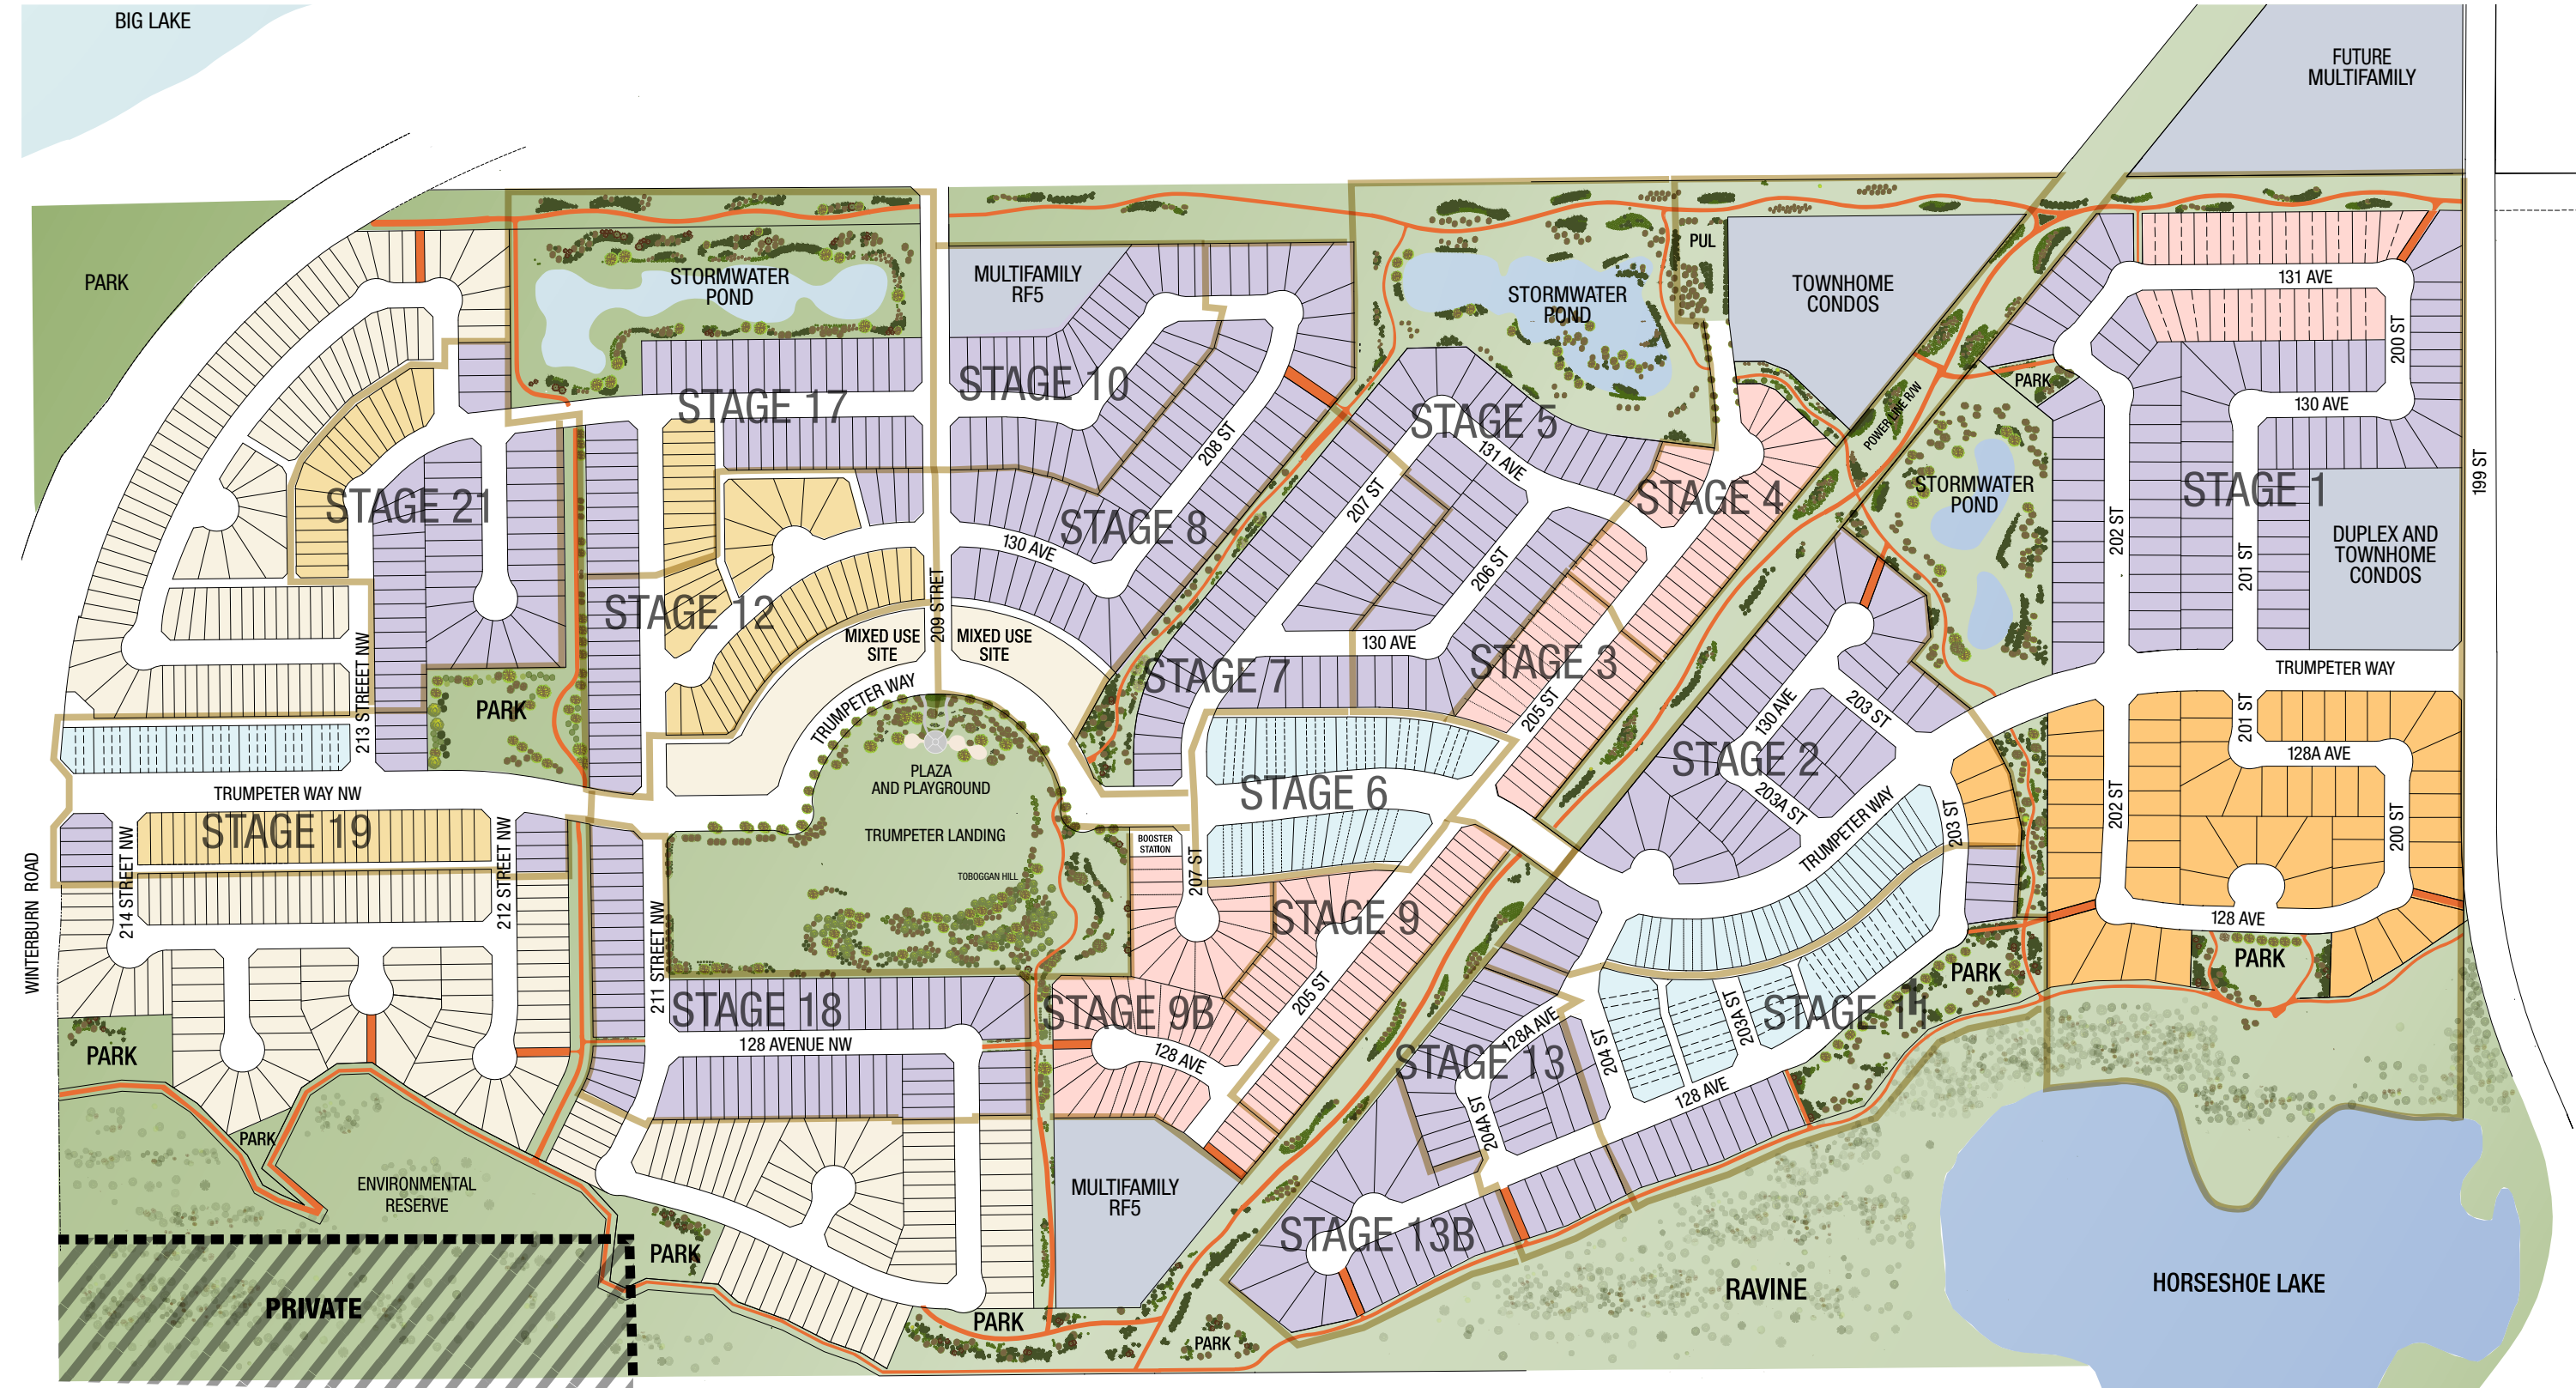 BIG LAKE
FUTURE
MULTIFAMILY
PARK
STORMWATER
POND
MULTIFAMILY
RF5
STORMWATER
POND
PUL
TOWNHOME
CONDOS
131 AVE
200 ST
PARK
130 AVE
POWER LINE R/W
STAGE 17
STAGE 10
STAGE 5
208 ST
131 AVE
207 ST
STAGE 4
STORMWATER
POND
STAGE 1
199 ST
202 ST
201 ST
DUPLEX AND
TOWNHOME
CONDOS
STAGE 21
STAGE 8
130 AVE
206 ST
STAGE 12
209 STRET
MIXED USE
SITE
MIXED USE
SITE
130 AVE
STAGE 7
STAGE 3
205 ST
TRUMPETER WAY
213 STREEET NW
PARK
TRUMPETER WAY
130 AVE
203 ST
STAGE 2
203A ST
201 ST
128A AVE
PLAZA
AND PLAYGROUND
TRUMPETER WAY NW
STAGE 6
TRUMPETER WAY
203 ST
202 ST
200 ST
STAGE 19
TRUMPETER LANDING
BOOSTER
STATION
TOBOGGAN HILL
207 ST
WINTERBURN ROAD
214 STREET NW
212 STREET NW
211 STREET NW
STAGE 9
128 AVE
PARK
PARK
205 ST
STAGE 18
STAGE 9B
128 AVENUE NW
128 AVE
128A AVE
STAGE 13
204 ST
203A ST
STAGE 1
128 AVE
204A ST
PARK
PARK
ENVIRONMENTAL
RESERVE
MULTIFAMILY
RF5
STAGE 13B
PARK
PRIVATE
RAVINE
HORSESHOE LAKE
PARK
PARK